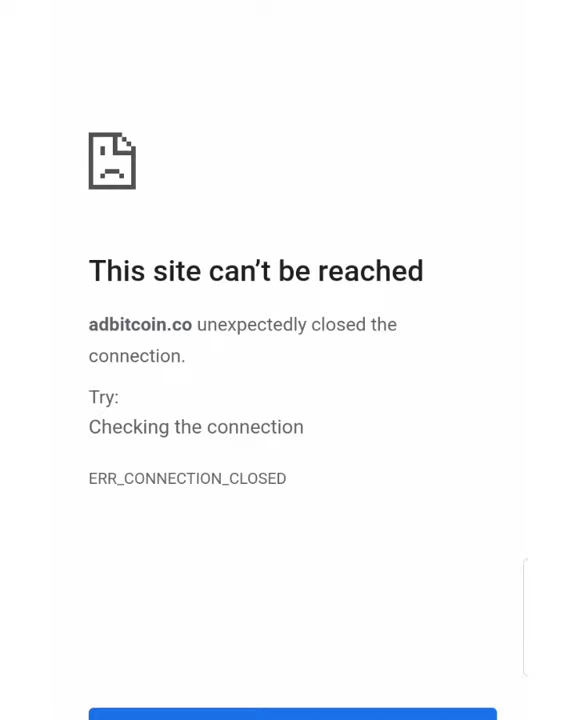 This site can’t be reached
adbitcoin.co unexpectedly closed the
connection.
Try:
Checking the connection
ERR_CONNECTION_CLOSED